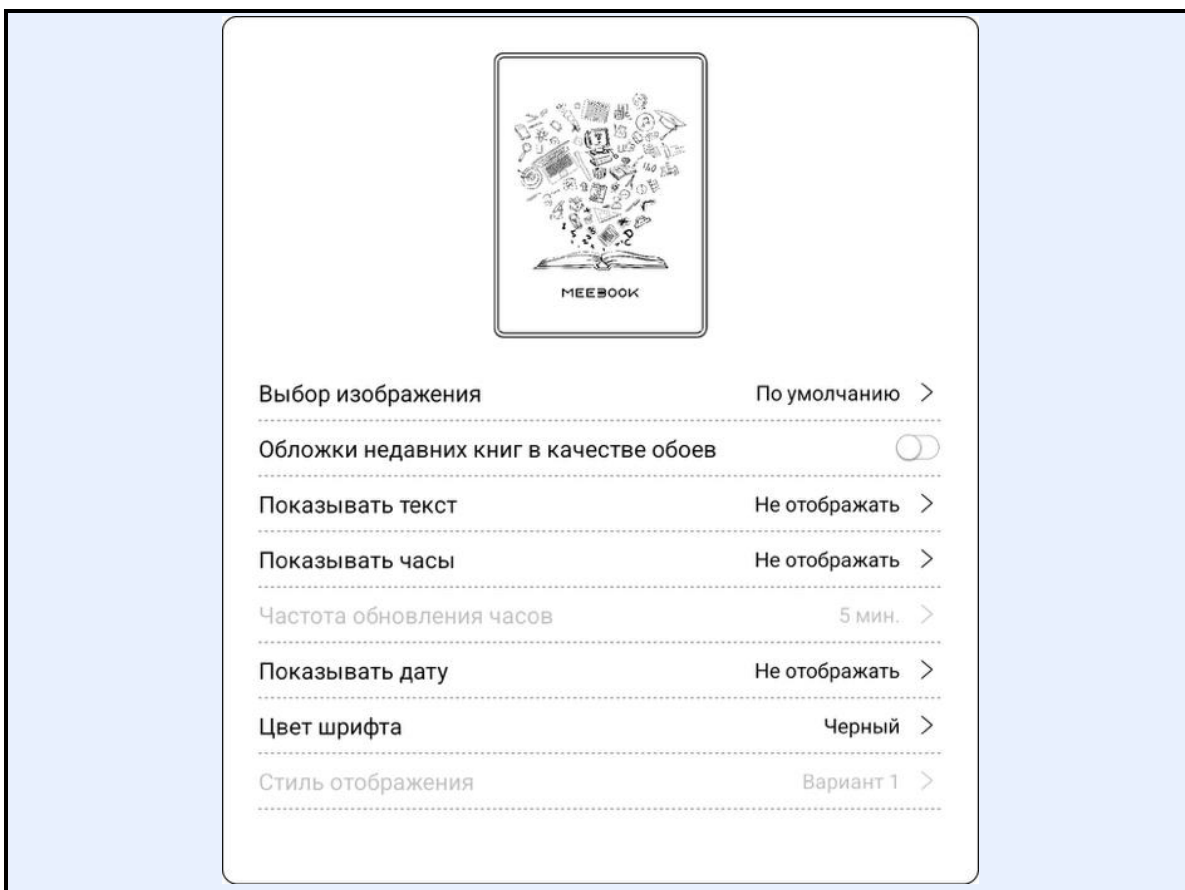 MEEBOOK
Выбор изображения По умолчанию
Обложки недавних книг в качестве обоев
Показывать текст Не отображать
Показывать часы Не отображать
Частота обновления часов 5 мин.
Показывать дату Не отображать
Цвет шрифта Черный
Стиль отображения Вариант 1